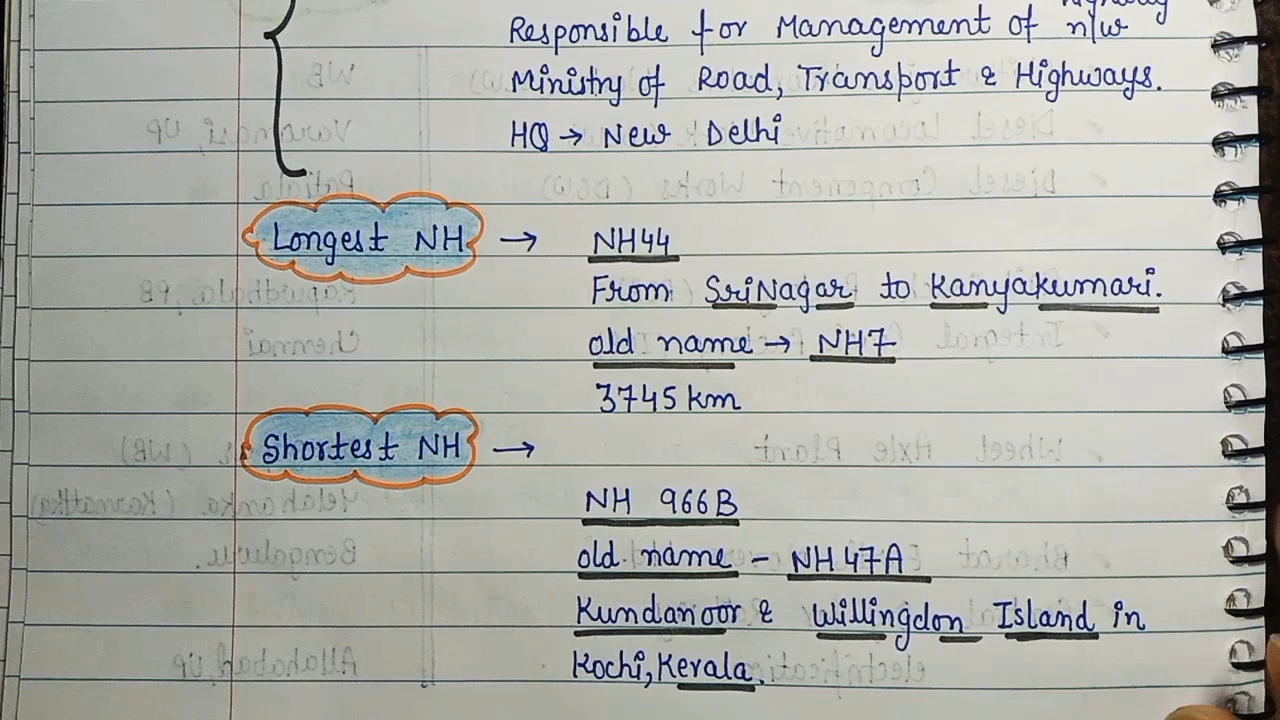 Highway
Responsible for Management of n/w
Ministry of Road, Transport & Highways.
HQ → New Delhi
Longest NH → NH44
From SriNagar to Kanyakumari.
old name → NH7
3745 km
Shortest NH →
NH 966B
old name - NH47A
Kundanoor & Willingdon Island in
Kochi, Kerala.